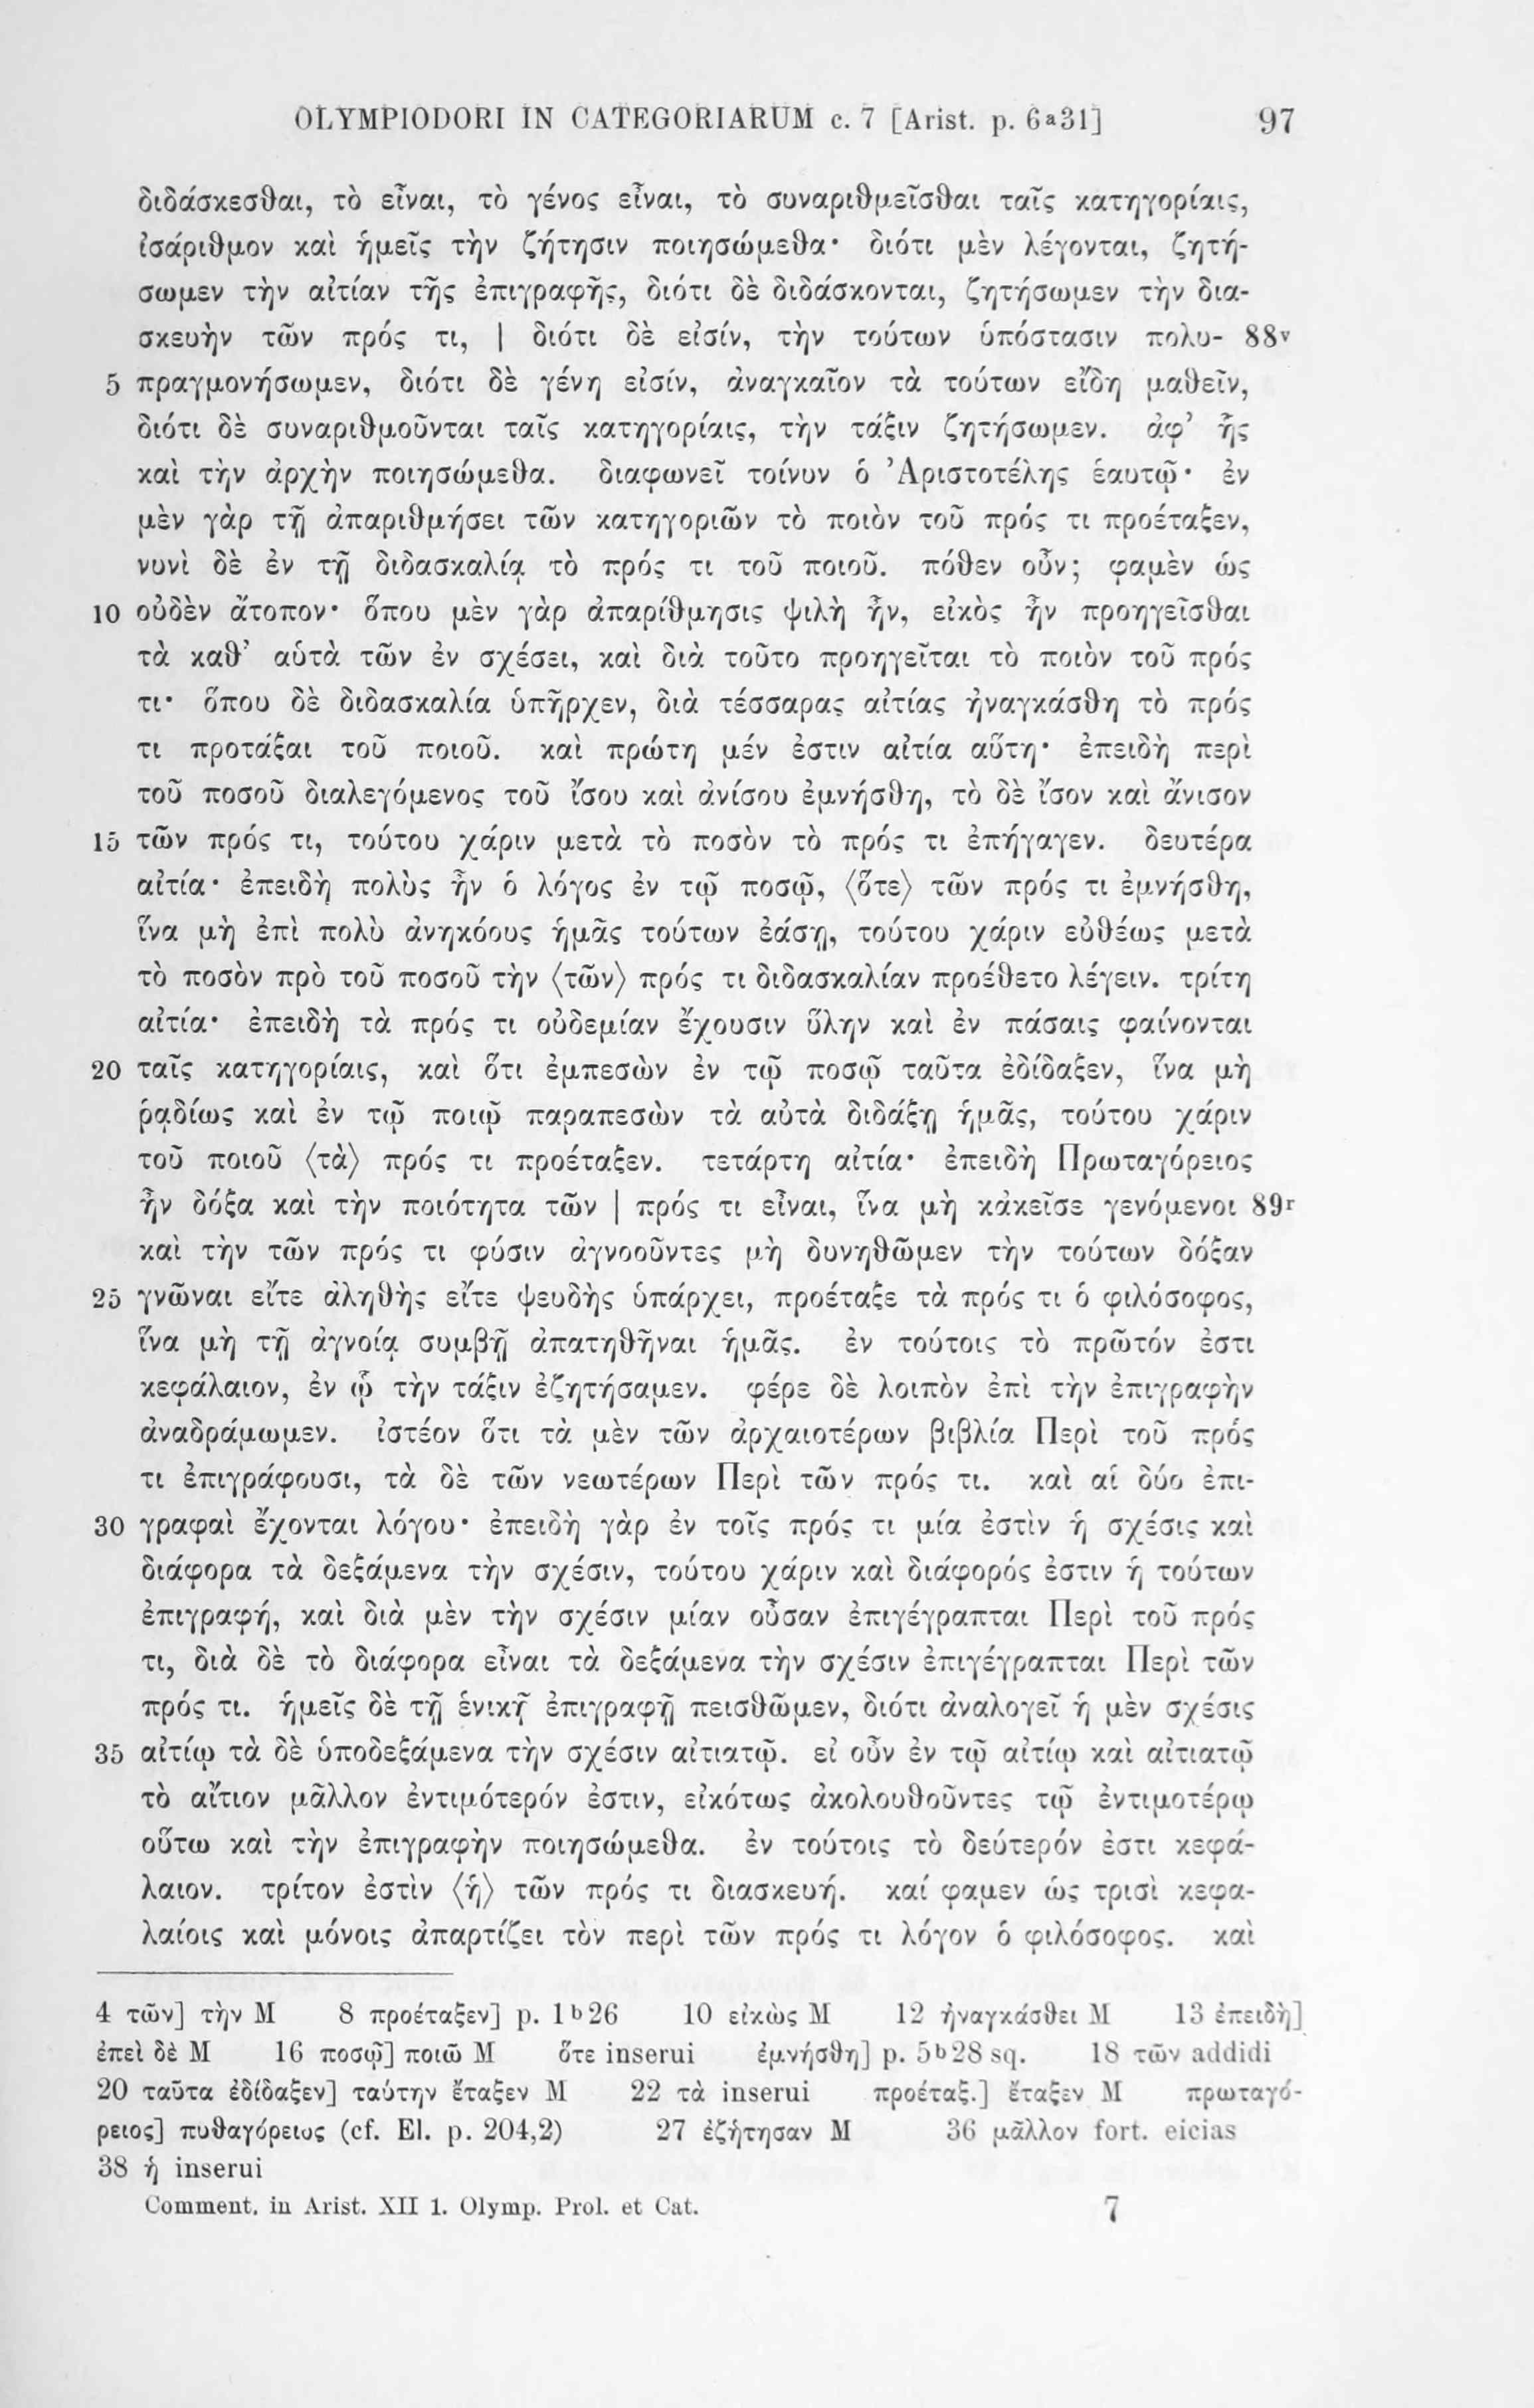 OLYMPIODORI IN CATEGORIARUM c. 7 [Arist. p. 6a31] 97
διδάσκεσθαι, τὸ εἶναι, τὸ γένος εἶναι, τὸ συναριθμεῖσθαι ταῖς κατηγορίαις,
ἰσάριθμον καὶ ἡμεῖς τὴν ζήτησιν ποιησώμεθα· διότι μὲν λέγονται, ζητή-
σωμεν τὴν αἰτίαν τῆς ἐπιγραφῆς, διότι δὲ διδάσκονται, ζητήσωμεν τὴν δια-
σκευὴν τῶν πρός τι, | διότι δὲ εἰσίν, τὴν τούτων ὑπόστασιν πολυ- 88v
5 πραγμονήσωμεν, διότι δὲ γένη εἰσίν, ἀναγκαῖον τὰ τούτων εἴδη μαθεῖν,
διότι δὲ συναριθμοῦνται ταῖς κατηγορίαις, τὴν τάξιν ζητήσωμεν. ἀφ’ ἧς
καὶ τὴν ἀρχὴν ποιησώμεθα. διαφωνεῖ τοίνυν ὁ Ἀριστοτέλης ἑαυτῷ· ἐν
μὲν γὰρ τῇ ἀπαριθμήσει τῶν κατηγοριῶν τὸ ποιὸν τοῦ πρός τι προέταξεν,
νυνὶ δὲ ἐν τῇ διδασκαλίᾳ τὸ πρός τι τοῦ ποιοῦ. πόθεν οὖν; φαμὲν ὡς
10 οὐδὲν ἄτοπον· ὅπου μὲν γὰρ ἀπαρίθμησις ψιλὴ ἦν, εἰκὸς ἦν προηγεῖσθαι
τὰ καθ’ αὑτὰ τῶν ἐν σχέσει, καὶ διὰ τοῦτο προηγεῖται τὸ ποιὸν τοῦ πρός
τι· ὅπου δὲ διδασκαλία ὑπῆρχεν, διὰ τέσσαρας αἰτίας ἠναγκάσθη τὸ πρός
τι προτάξαι τοῦ ποιοῦ. καὶ πρώτη μέν ἐστιν αἰτία αὕτη· ἐπειδὴ περὶ
τοῦ ποσοῦ διαλεγόμενος τοῦ ἴσου καὶ ἀνίσου ἐμνήσθη, τὸ δὲ ἴσον καὶ ἄνισον
15 τῶν πρός τι, τούτου χάριν μετὰ τὸ ποσὸν τὸ πρός τι ἐπήγαγεν. δευτέρα
αἰτία· ἐπειδὴ πολὺς ἦν ὁ λόγος ἐν τῷ ποσῷ, ⟨ὅτε⟩ τῶν πρός τι ἐμνήσθη,
ἵνα μὴ ἐπὶ πολὺ ἀνηκόους ἡμᾶς τούτων ἐάσῃ, τούτου χάριν εὐθέως μετὰ
τὸ ποσὸν πρὸ τοῦ ποσοῦ τὴν ⟨τῶν⟩ πρός τι διδασκαλίαν προέθετο λέγειν. τρίτη
αἰτία· ἐπειδὴ τὰ πρός τι οὐδεμίαν ἔχουσιν ὕλην καὶ ἐν πάσαις φαίνονται
20 ταῖς κατηγορίαις, καὶ ὅτι ἐμπεσὼν ἐν τῷ ποσῷ ταῦτα ἐδίδαξεν, ἵνα μὴ
ῥᾳδίως καὶ ἐν τῷ ποιῷ παραπεσὼν τὰ αὐτὰ διδάξῃ ἡμᾶς, τούτου χάριν
τοῦ ποιοῦ ⟨τὰ⟩ πρός τι προέταξεν. τετάρτη αἰτία· ἐπειδὴ Πρωταγόρειος
ἦν δόξα καὶ τὴν ποιότητα τῶν | πρός τι εἶναι, ἵνα μὴ κἀκεῖσε γενόμενοι 89r
καὶ τὴν τῶν πρός τι φύσιν ἀγνοοῦντες μὴ δυνηθῶμεν τὴν τούτων δόξαν
25 γνῶναι εἴτε ἀληθὴς εἴτε ψευδὴς ὑπάρχει, προέταξε τὰ πρός τι ὁ φιλόσοφος,
ἵνα μὴ τῇ ἀγνοίᾳ συμβῇ ἀπατηθῆναι ἡμᾶς. ἐν τούτοις τὸ πρῶτόν ἐστι
κεφάλαιον, ἐν ᾧ τὴν τάξιν ἐζητήσαμεν. φέρε δὲ λοιπὸν ἐπὶ τὴν ἐπιγραφὴν
ἀναδράμωμεν. ἰστέον ὅτι τὰ μὲν τῶν ἀρχαιοτέρων βιβλία Περὶ τοῦ πρός
τι ἐπιγράφουσι, τὰ δὲ τῶν νεωτέρων Περὶ τῶν πρός τι. καὶ αἱ δύο ἐπι-
30 γραφαὶ ἔχονται λόγου· ἐπειδὴ γὰρ ἐν τοῖς πρός τι μία ἐστὶν ἡ σχέσις καὶ
διάφορα τὰ δεξάμενα τὴν σχέσιν, τούτου χάριν καὶ διάφορός ἐστιν ἡ τούτων
ἐπιγραφή, καὶ διὰ μὲν τὴν σχέσιν μίαν οὖσαν ἐπιγέγραπται Περὶ τοῦ πρός
τι, διὰ δὲ τὸ διάφορα εἶναι τὰ δεξάμενα τὴν σχέσιν ἐπιγέγραπται Περὶ τῶν
πρός τι. ἡμεῖς δὲ τῇ ἑνικῇ ἐπιγραφῇ πεισθῶμεν, διότι ἀναλογεῖ ἡ μὲν σχέσις
35 αἰτίῳ τὰ δὲ ὑποδεξάμενα τὴν σχέσιν αἰτιατῷ. εἰ οὖν ἐν τῷ αἰτίῳ καὶ αἰτιατῷ
τὸ αἴτιον μᾶλλον ἐντιμότερόν ἐστιν, εἰκότως ἀκολουθοῦντες τῷ ἐντιμοτέρῳ
οὕτω καὶ τὴν ἐπιγραφὴν ποιησώμεθα. ἐν τούτοις τὸ δεύτερόν ἐστι κεφά-
λαιον. τρίτον ἐστὶν ⟨ἡ⟩ τῶν πρός τι διασκευή. καί φαμεν ὡς τρισὶ κεφα-
λαίοις καὶ μόνοις ἀπαρτίζει τὸν περὶ τῶν πρός τι λόγον ὁ φιλόσοφος. καὶ
4 τῶν] τὴν M 8 προέταξεν] p. 1b26 10 εἰκὼς M 12 ἠναγκάσθει M 13 ἐπειδὴ]
ἐπεὶ δὲ M 16 ποσῷ] ποιῶ M ὅτε inserui ἐμνήσθη] p. 5b28 sq. 18 τῶν addidi
20 ταῦτα ἐδίδαξεν] ταύτην ἔταξεν M 22 τὰ inserui προέταξ.] ἔταξεν M πρωταγό-
ρειος] πυθαγόρειος (cf. El. p. 204,2) 27 ἐζήτησαν M 36 μᾶλλον fort. eicias
38 ἡ inserui
Comment. in Arist. XII 1. Olymp. Prol. et Cat. 7